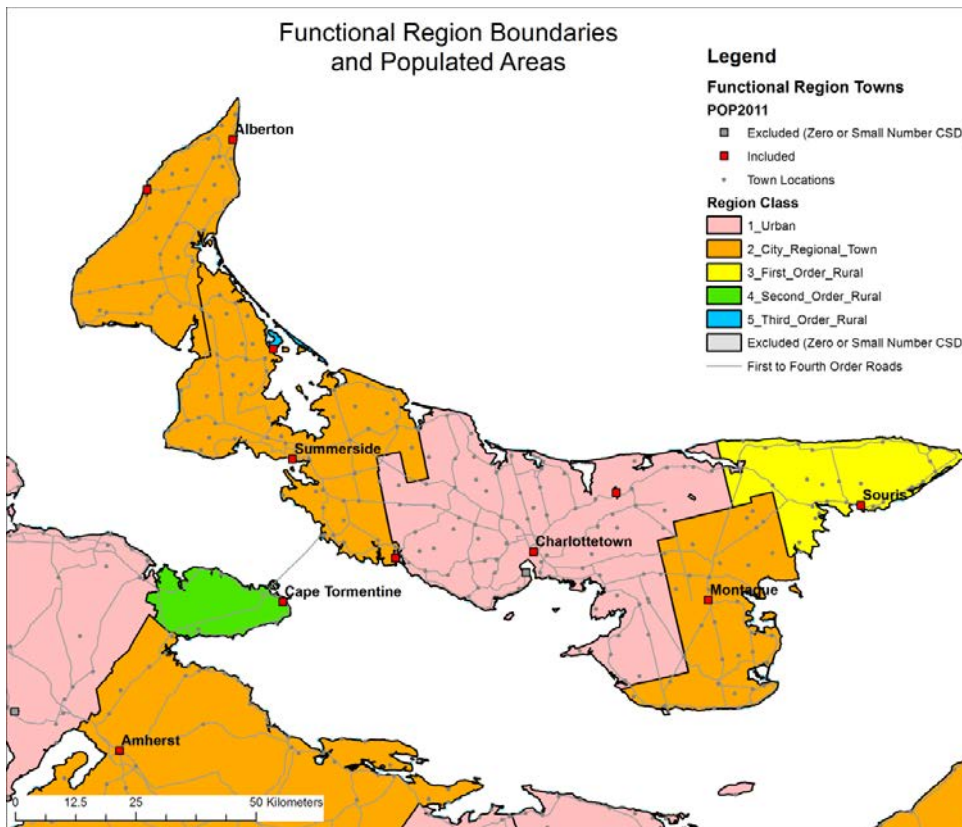 Functional Region Boundaries
and Populated Areas
Legend
Functional Region Towns
POP2011
Excluded (Zero or Small Number CSD
Included
Town Locations
Region Class
1_Urban
2_City_Regional_Town
3_First_Order_Rural
4_Second_Order_Rural
5_Third_Order_Rural
Excluded (Zero or Small Number CSD
First to Fourth Order Roads
Alberton
Summerside
Souris
Charlottetown
Cape Tormentine
Montague
Amherst
0 12.5 25 50 Kilometers